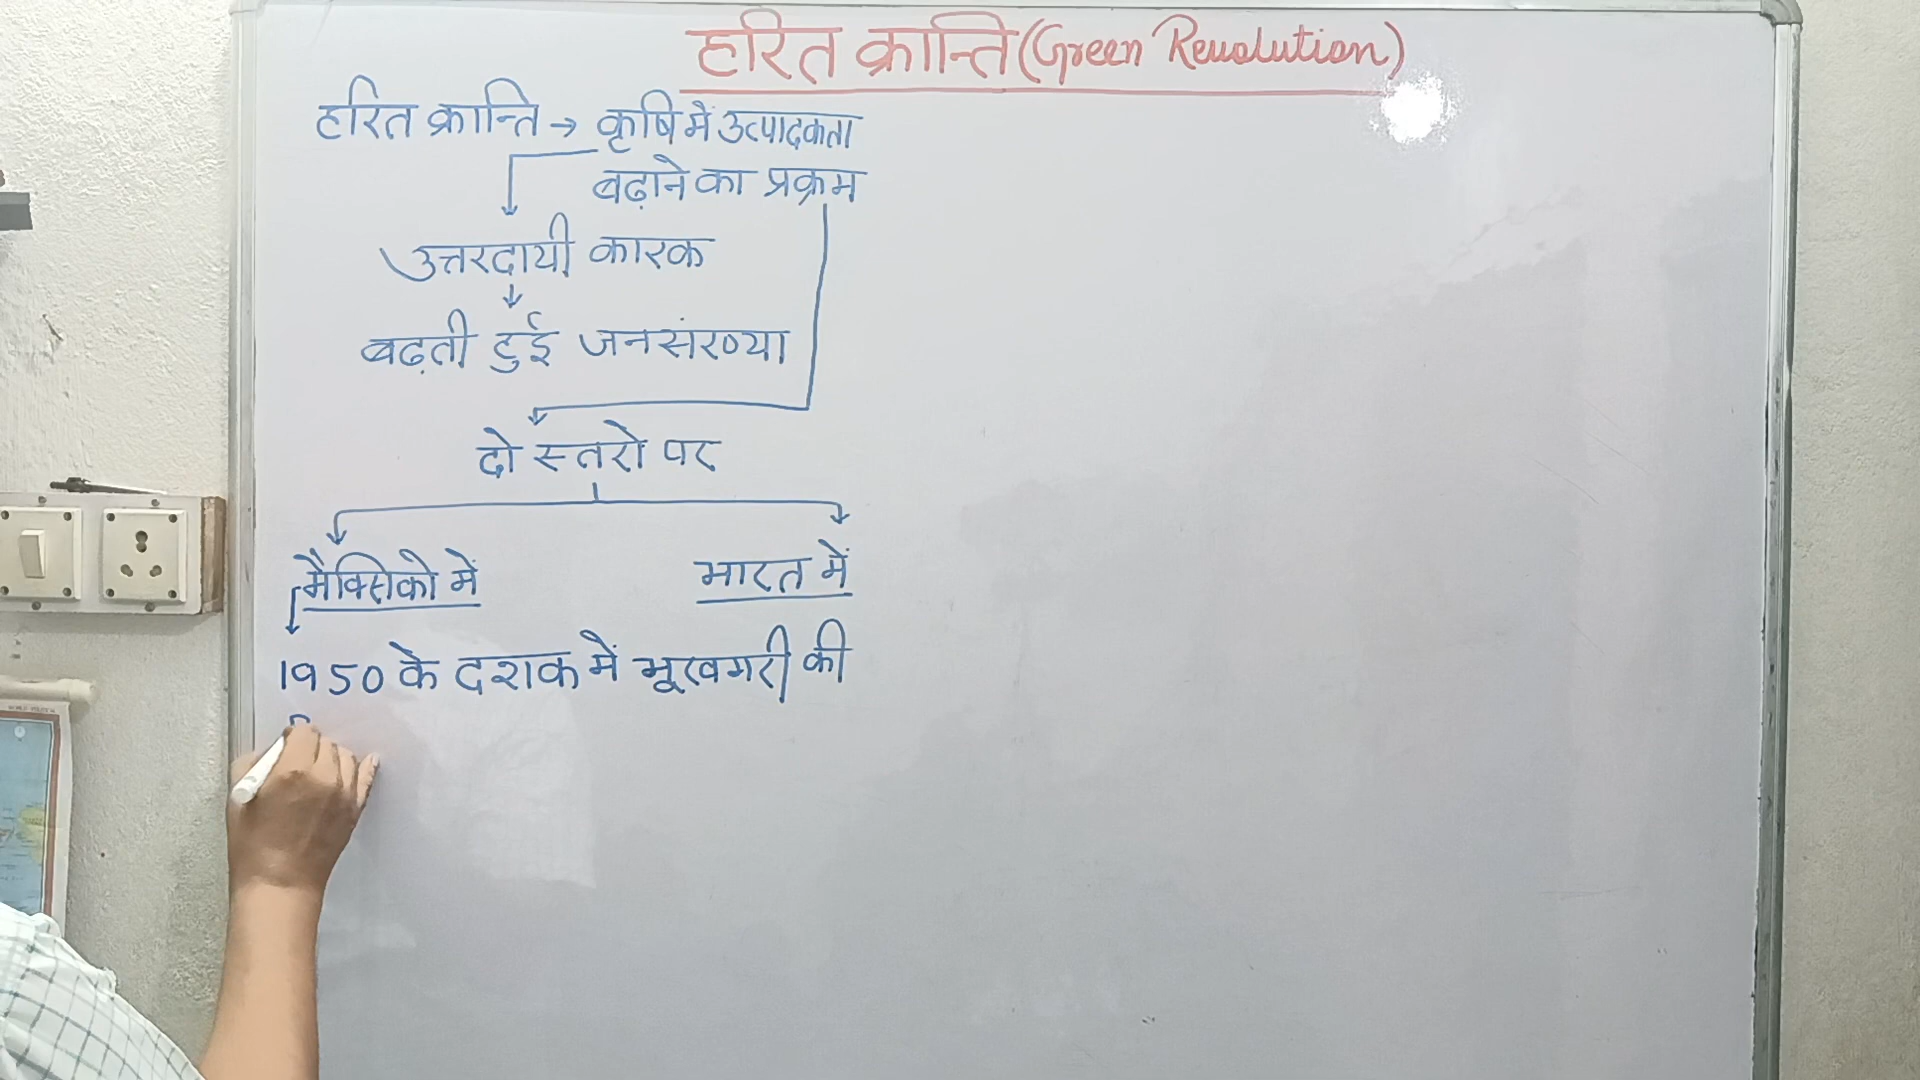 हरित क्रान्ति (Green Revolution)
हरित क्रान्ति → कृषि में उत्पादकता
बढ़ाने का प्रक्रम
उत्तरदायी कारक
बढ़ती हुई जनसंख्या
दो स्तरो पर
मैक्सिको में भारत में
1950 के दशक में भूखमरी की